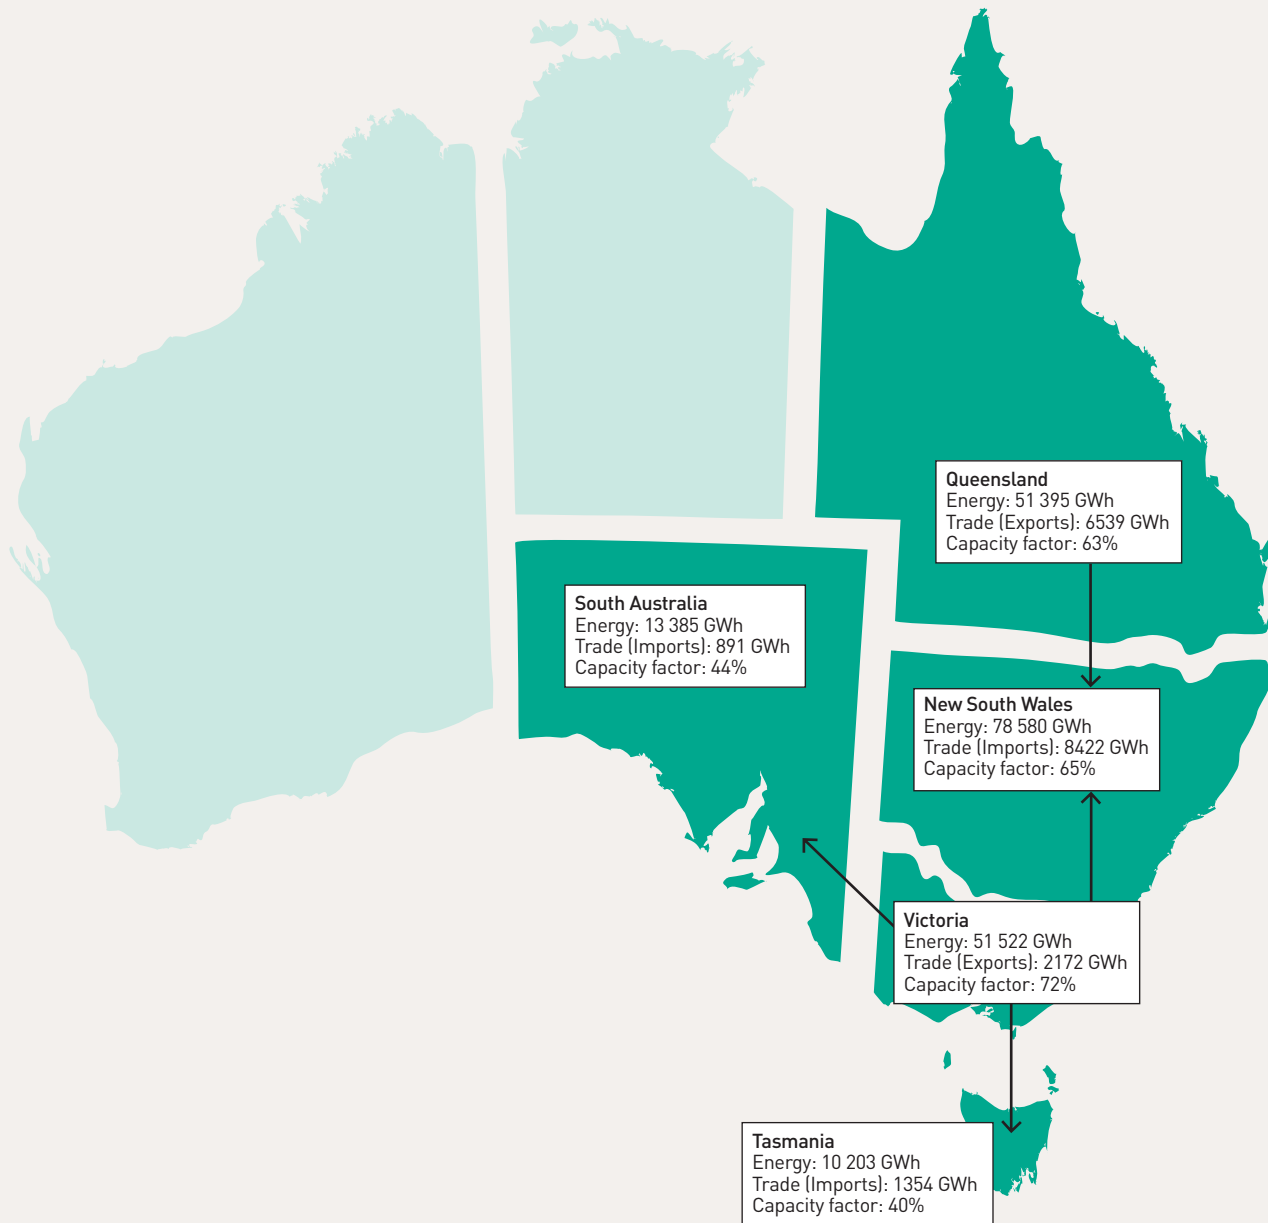 Queensland
Energy: 51 395 GWh
Trade (Exports): 6539 GWh
Capacity factor: 63%
South Australia
Energy: 13 385 GWh
Trade (Imports): 891 GWh
Capacity factor: 44%
New South Wales
Energy: 78 580 GWh
Trade (Imports): 8422 GWh
Capacity factor: 65%
Victoria
Energy: 51 522 GWh
Trade (Exports): 2172 GWh
Capacity factor: 72%
Tasmania
Energy: 10 203 GWh
Trade (Imports): 1354 GWh
Capacity factor: 40%